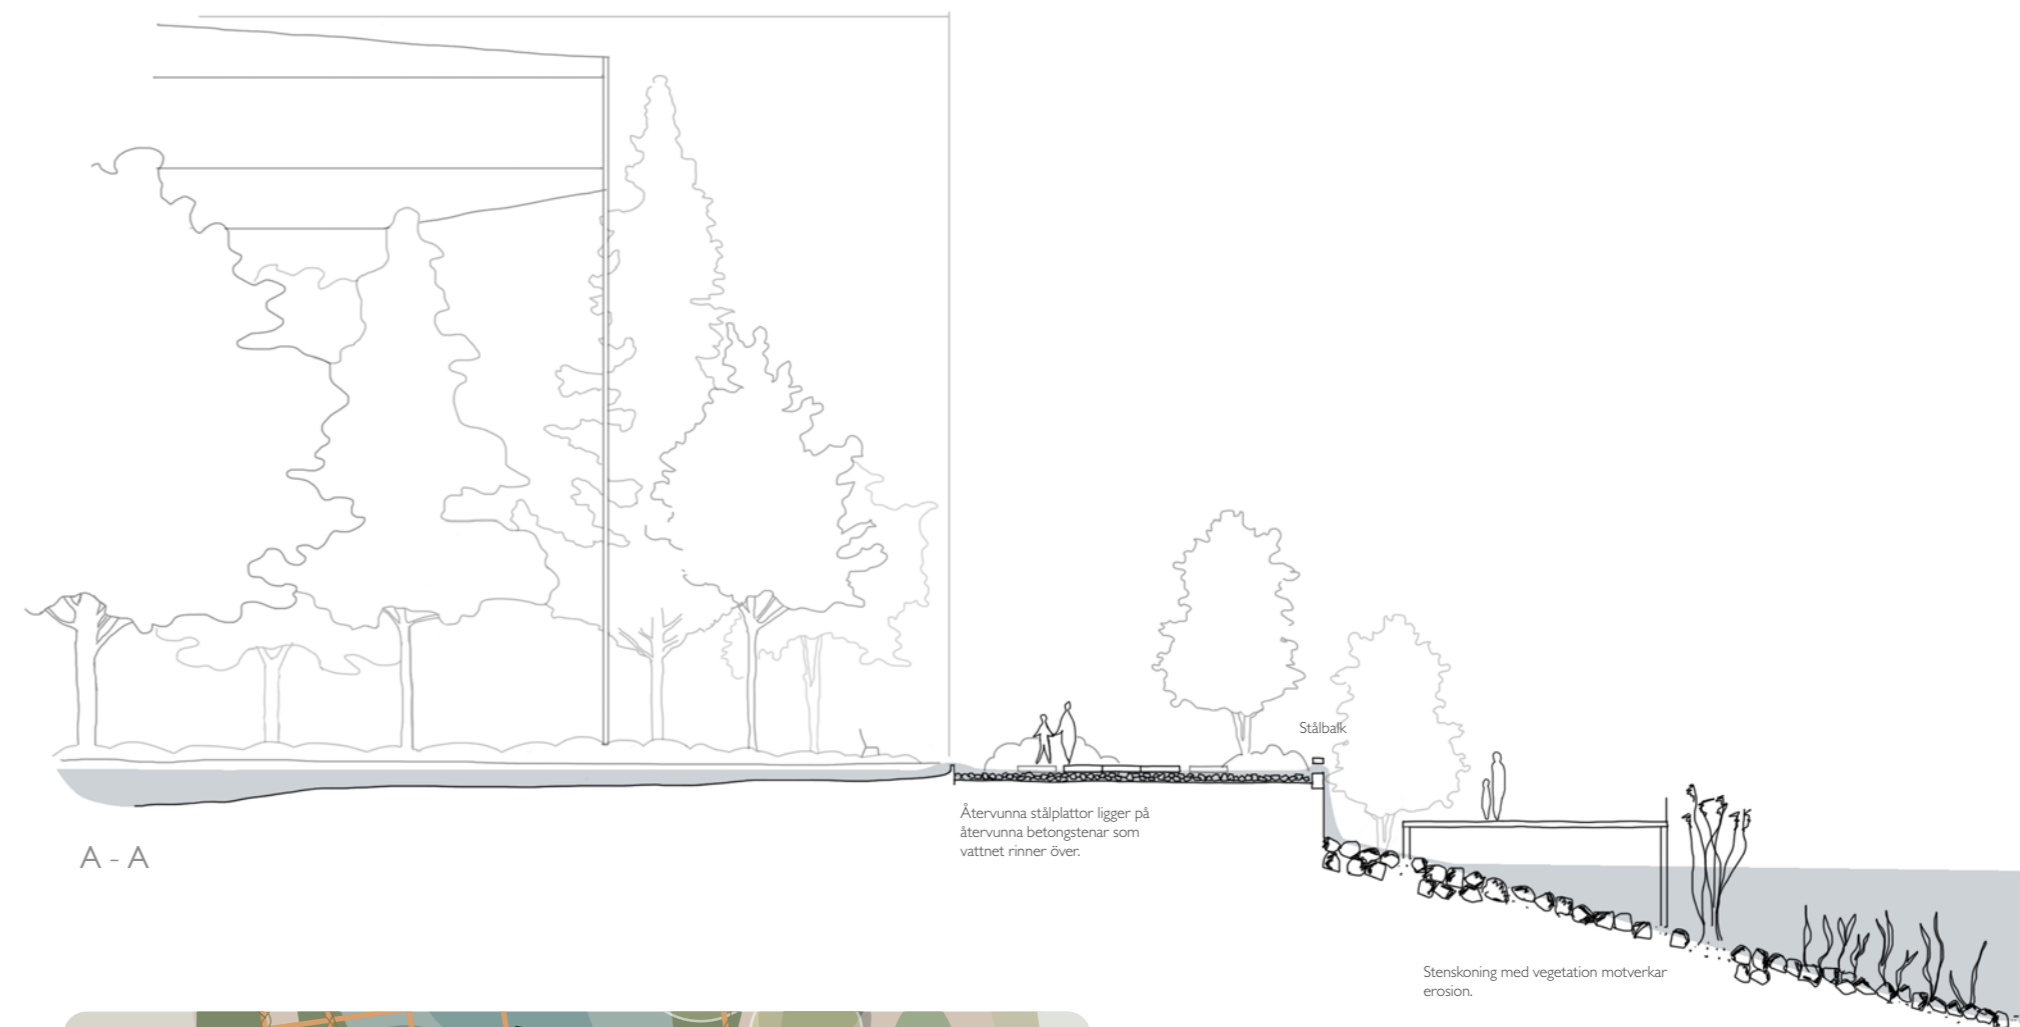 Stålbalk
Återvunna stålplattor ligger på
återvunna betongstenar som
vattnet rinner över.
A - A
Stenskoning med vegetation motverkar
erosion.